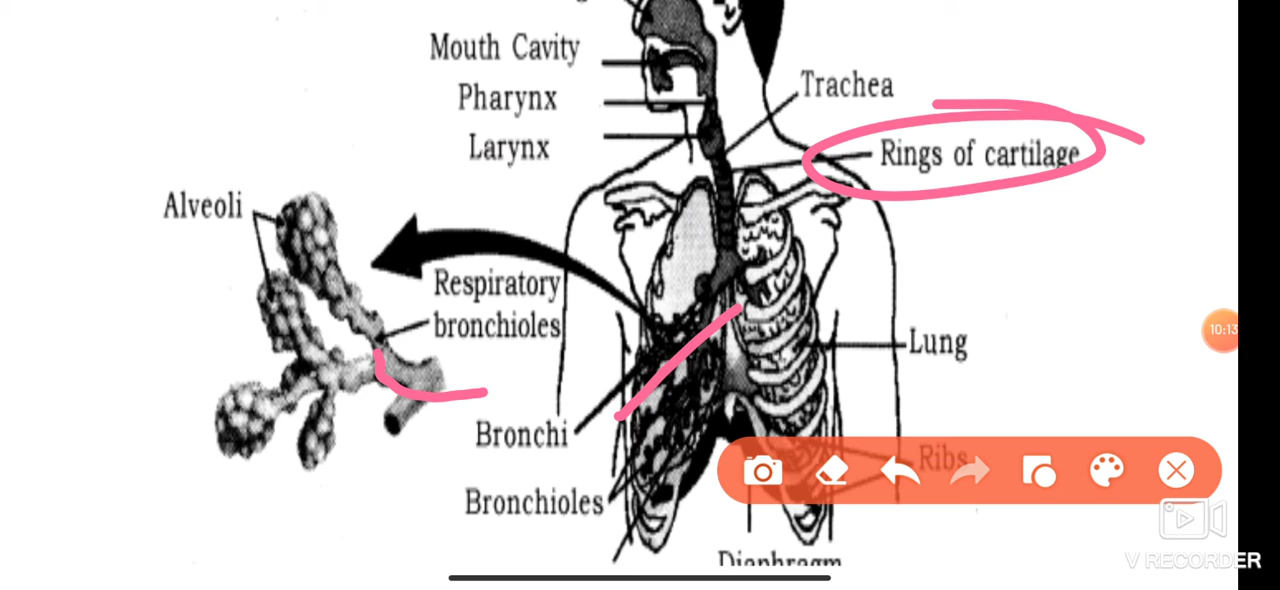 Mouth Cavity
Pharynx
Larynx
Trachea
Rings of cartilage
Alveoli
Respiratory
bronchioles
Lung
Bronchi
Bronchioles
Ribs
Diaphragm
10:13
V RECORDER